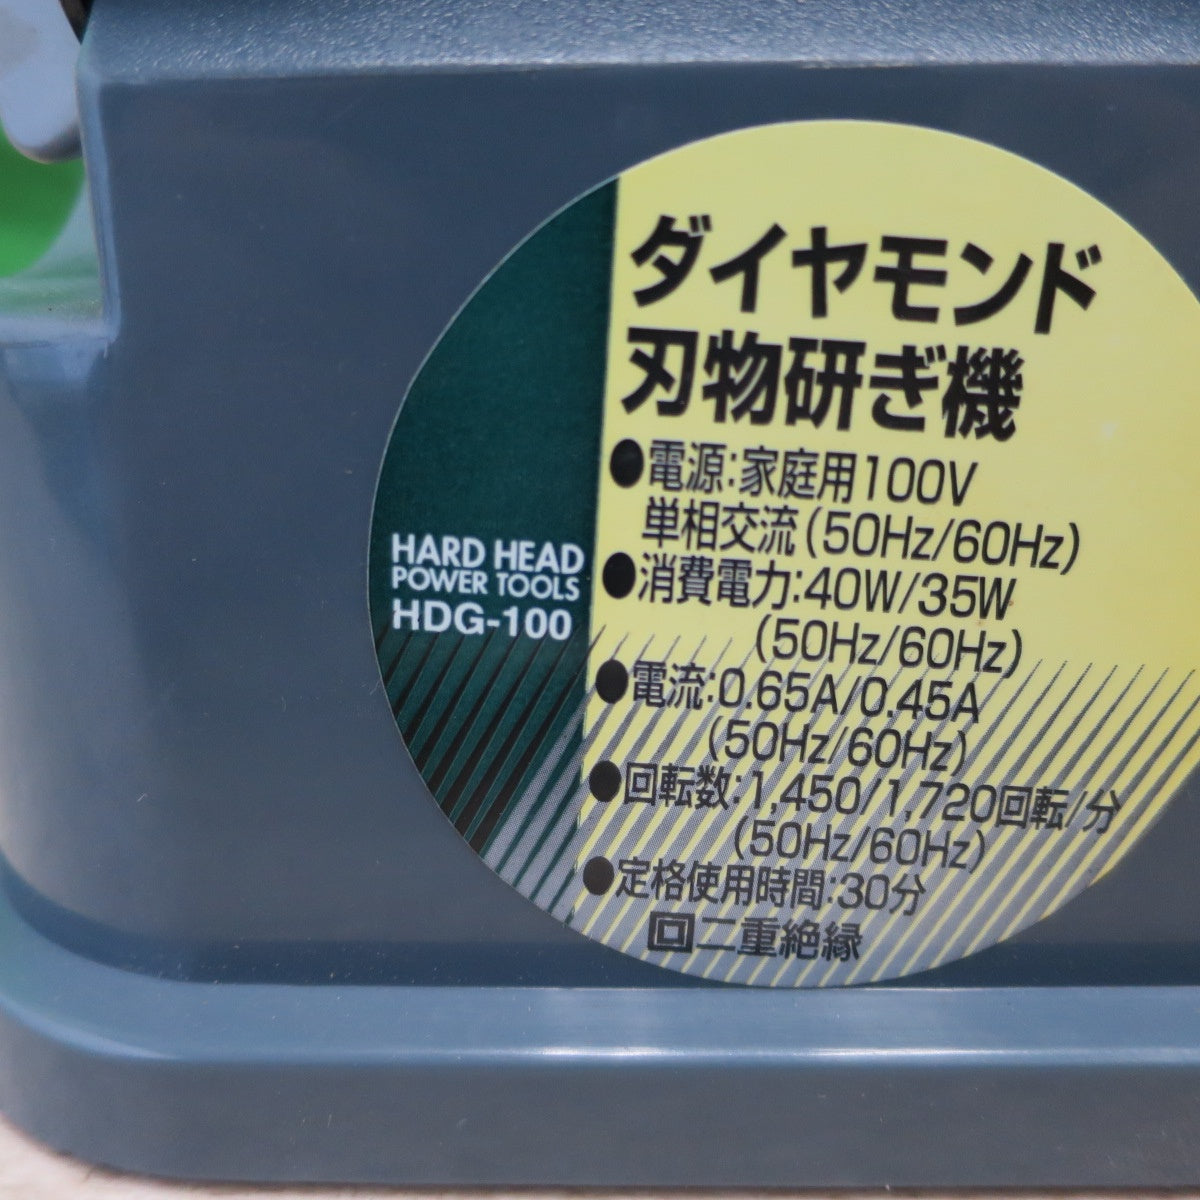 HARD HEAD
POWER TOOLS
HDG-100
ダイヤモンド
刃物研ぎ機
●電源:家庭用100V
単相交流(50Hz/60Hz)
●消費電力:40W/35W
(50Hz/60Hz)
●電流:0.65A/0.45A
(50Hz/60Hz)
●回転数:1,450/1,720回転/分
(50Hz/60Hz)
●定格使用時間:30分
回二重絶縁